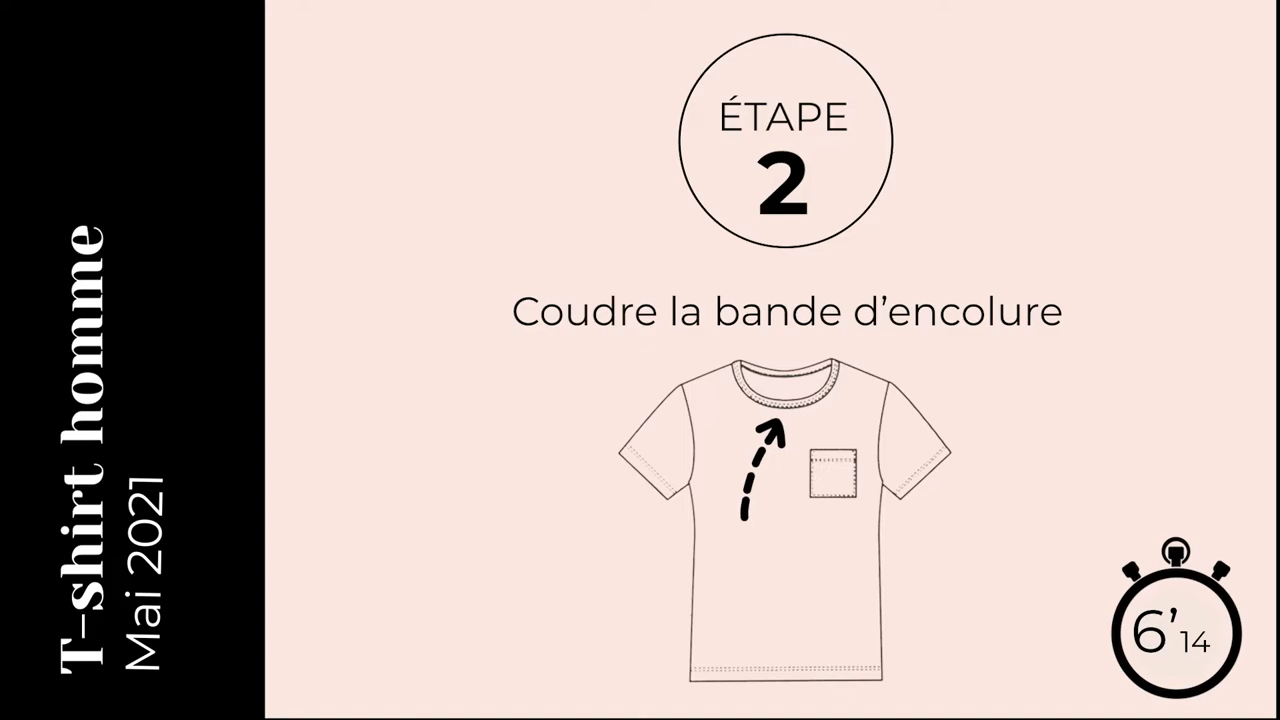 T-shirt homme
Mai 2021
ÉTAPE
2
Coudre la bande d’encolure
6’14